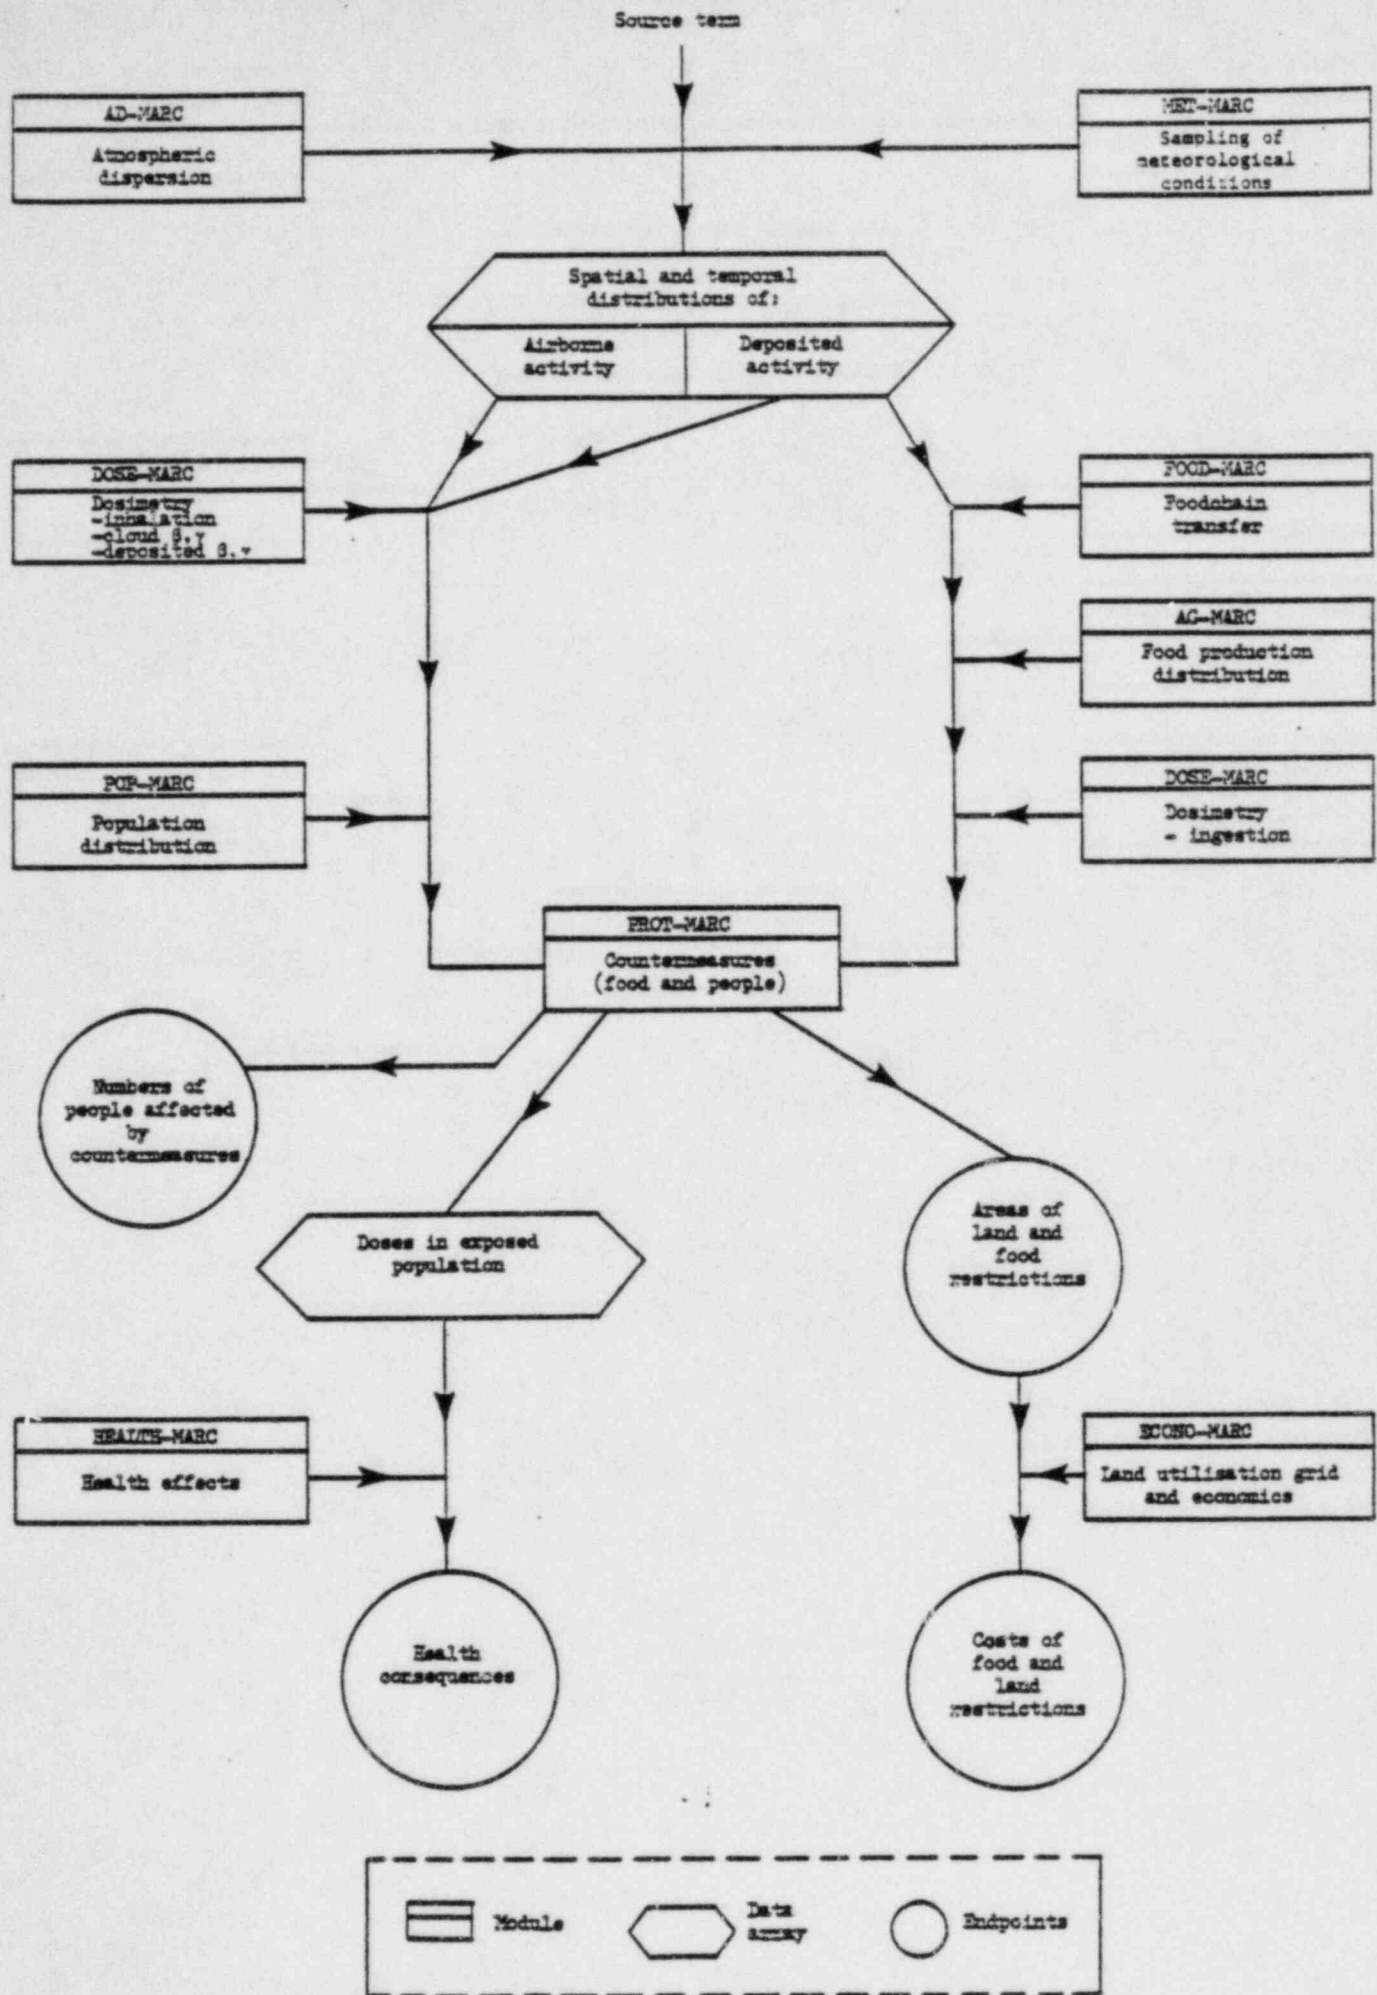 Source term
AD-MARC
Atmospheric
dispersion
MET-MARC
Sampling of
meteorological
conditions
Spatial and temporal
distributions of:
Airborne
activity
Deposited
activity
DOSE-MARC
Dosimetry
-inhalation
-cloud β.γ
-deposited β.γ
FOOD-MARC
Foodchain
transfer
AG-MARC
Food production
distribution
POP-MARC
Population
distribution
DOSE-MARC
Dosimetry
- ingestion
PROT-MARC
Countermeasures
(food and people)
Numbers of
people affected
by
countermeasures
Doses in exposed
population
Areas of
land and
food
restrictions
HEALTH-MARC
Health effects
ECONO-MARC
Land utilisation grid
and economics
Health
consequences
Costs of
food and
land
restrictions
Module
Data
array
Endpoints